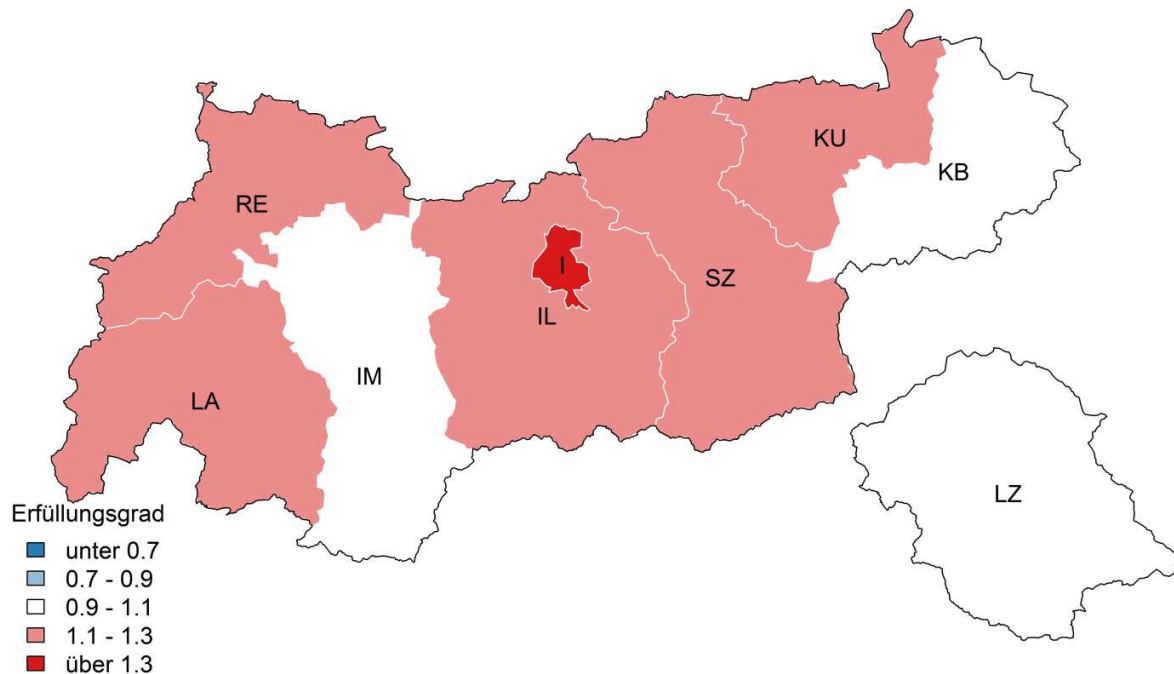 KU
KB
RE
I
SZ
IL
IM
LA
LZ
Erfüllungsgrad
unter 0.7
0.7 - 0.9
0.9 - 1.1
1.1 - 1.3
über 1.3